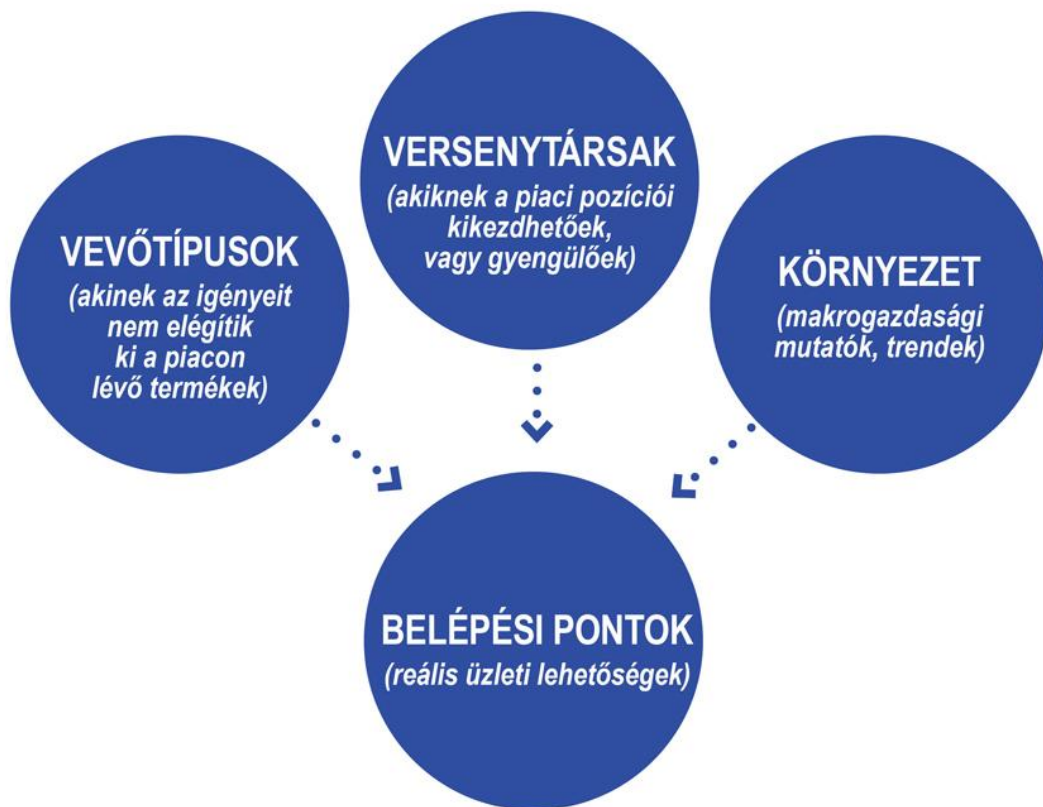 VEVŐTÍPUSOK
(akinek az igényeit
nem elégítik
ki a piacon
lévő termékek)
VERSENYTÁRSAK
(akiknek a piaci pozíciói
kikezdhetőek,
vagy gyengülőek)
KÖRNYEZET
(makrogazdasági
mutatók, trendek)
BELÉPÉSI PONTOK
(reális üzleti lehetőségek)